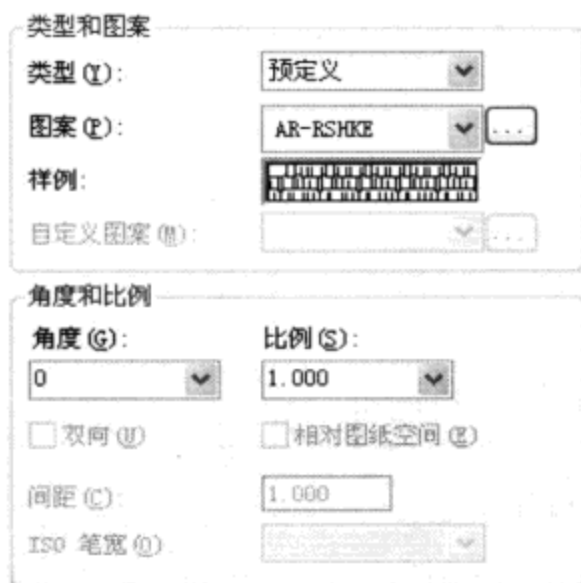 类型和图案
类型(Y): 预定义
图案(P): AR-RSHKE ...
样例:
自定义图案(M): ...
角度和比例
角度(G): 比例(S):
0 1.000
双向(U) 相对图纸空间(E)
间距(C): 1.000
ISO 笔宽(O)